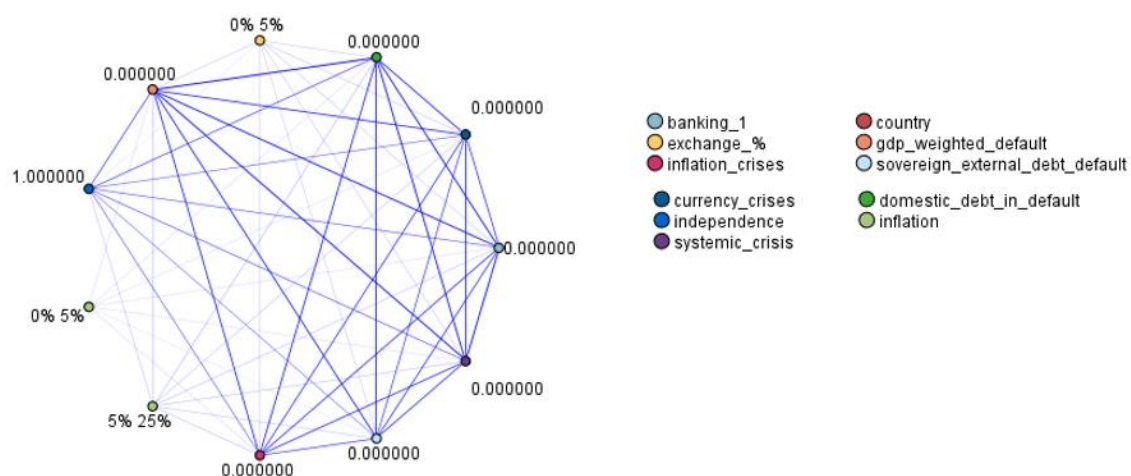 0% 5%
0.000000
0.000000
0.000000
1.000000
0.000000
0% 5%
0.000000
5% 25%
0.000000
0.000000
banking_1
exchange_%
inflation_crises
currency_crises
independence
systemic_crisis
country
gdp_weighted_default
sovereign_external_debt_default
domestic_debt_in_default
inflation